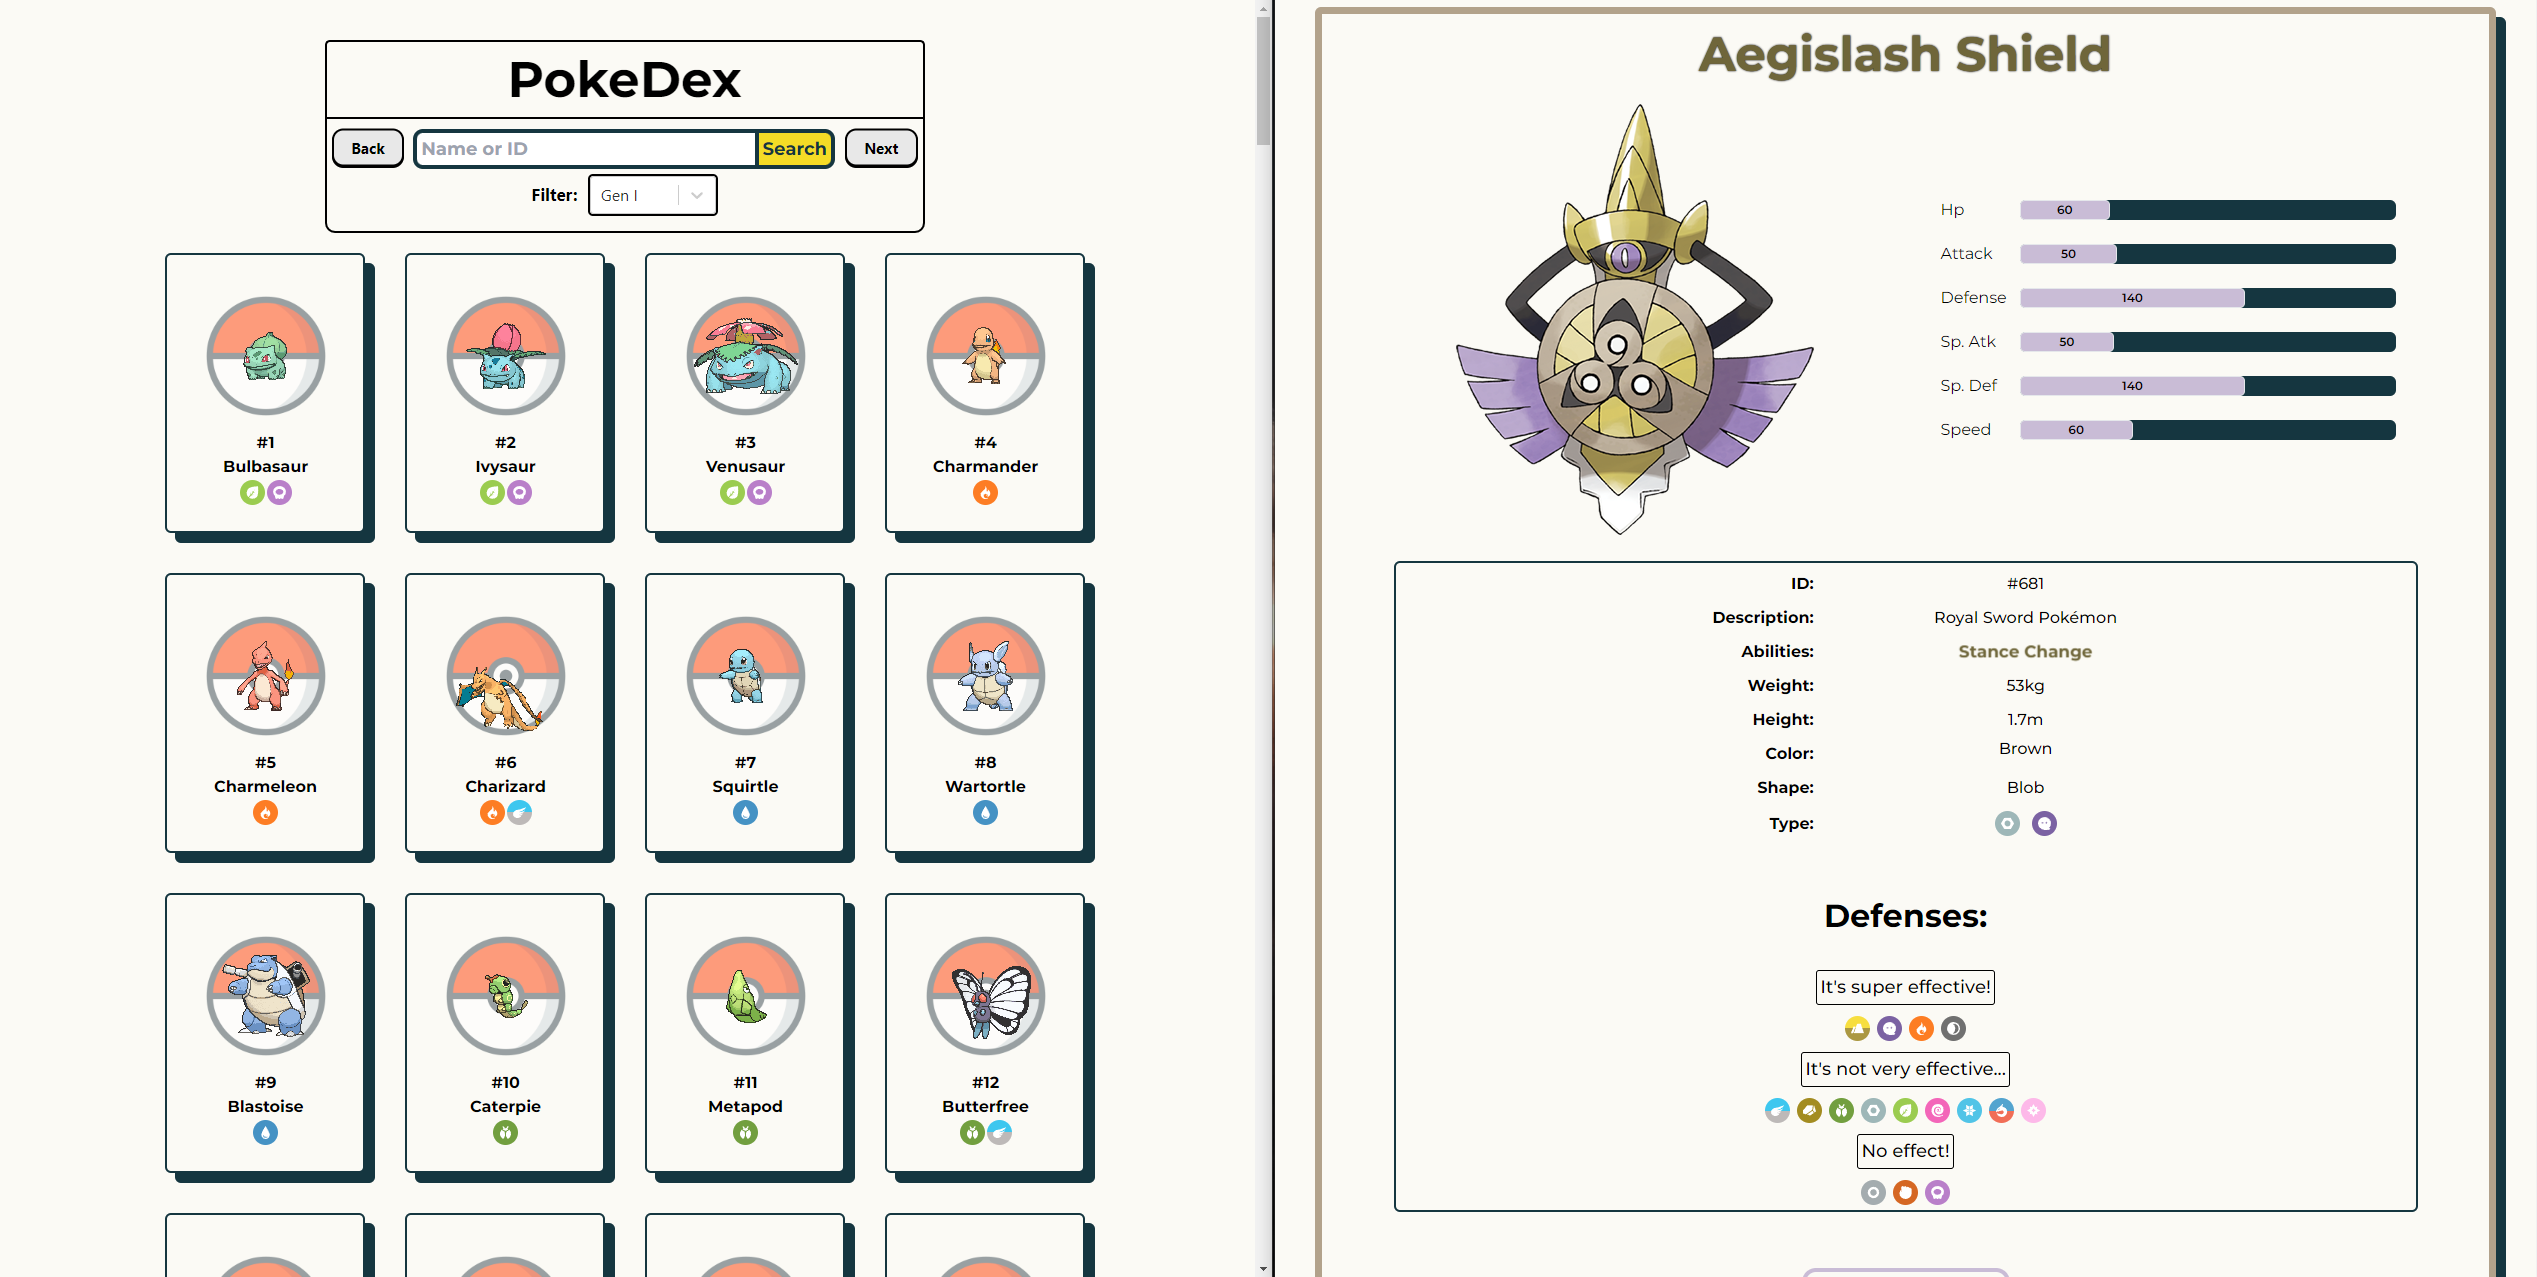 PokeDex
Back
Name or ID
Search
Next
Filter:
Gen I
#1
Bulbasaur
#2
Ivysaur
#3
Venusaur
#4
Charmander
#5
Charmeleon
#6
Charizard
#7
Squirtle
#8
Wartortle
#9
Blastoise
#10
Caterpie
#11
Metapod
#12
Butterfree
Aegislash Shield
Hp 60
Attack 50
Defense 140
Sp. Atk 50
Sp. Def 140
Speed 60
ID: #681
Description: Royal Sword Pokémon
Abilities: Stance Change
Weight: 53kg
Height: 1.7m
Color: Brown
Shape: Blob
Type:
Defenses:
It's super effective!
It's not very effective...
No effect!